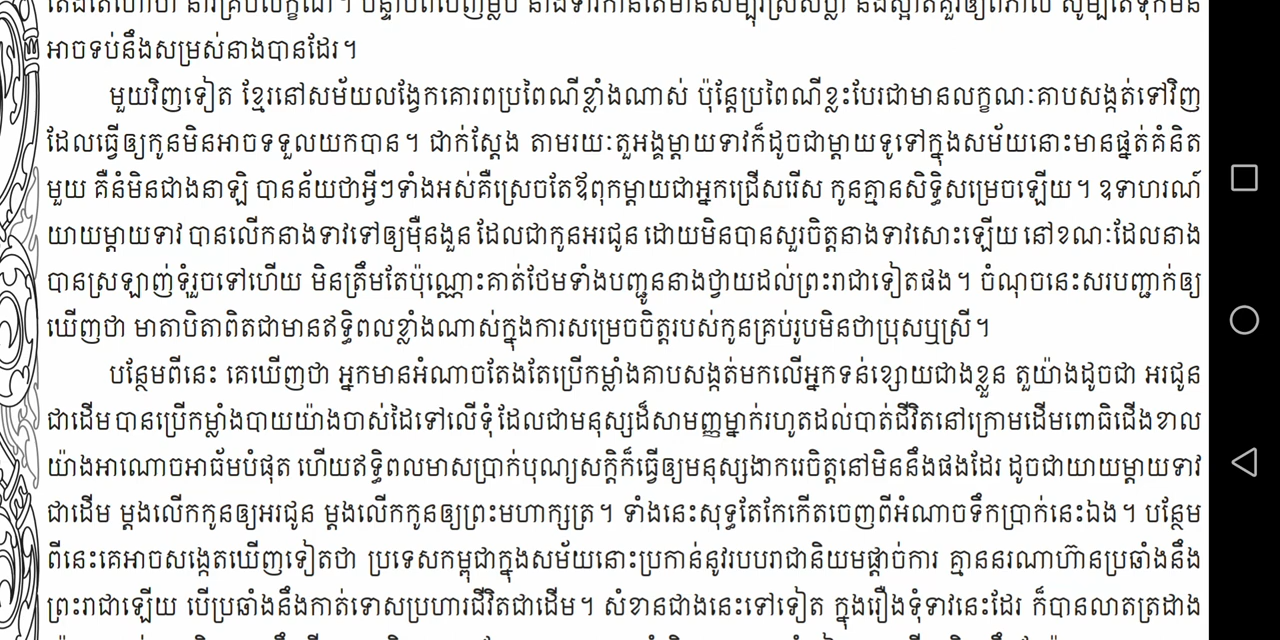 អាចទប់នឹងសម្រស់នាងបានដែរ។
មួយវិញទៀត ខ្មែរនៅសម័យលង្វែកគោរពប្រពៃណីខ្លាំងណាស់ ប៉ុន្តែប្រពៃណីខ្លះបែរជាមានលក្ខណៈគាបសង្កត់ទៅវិញ
ដែលធ្វើឲ្យកូនមិនអាចទទួលយកបាន។ ជាក់ស្តែង តាមរយៈតួអង្គម្តាយទាវក៏ដូចជាម្តាយទូទៅក្នុងសម័យនោះមានផ្នត់គំនិត
មួយ គឺនំមិនជាងនាឡិ បានន័យថាអ្វីៗទាំងអស់គឺស្រេចតែឪពុកម្តាយជាអ្នកជ្រើសរើស កូនគ្មានសិទ្ធិសម្រេចឡើយ។ ឧទាហរណ៍
យាយម្តាយទាវ បានលើកនាងទាវទៅឲ្យម៉ឺនងួន ដែលជាកូនអរជូន ដោយមិនបានសួរចិត្តនាងទាវសោះឡើយ នៅខណៈដែលនាង
បានស្រឡាញ់ទុំរួចទៅហើយ មិនត្រឹមតែប៉ុណ្ណោះគាត់ថែមទាំងបញ្ជូននាងថ្វាយដល់ព្រះរាជាទៀតផង។ ចំណុចនេះសរបញ្ជាក់ឲ្យ
ឃើញថា មាតាបិតាពិតជាមានឥទ្ធិពលខ្លាំងណាស់ក្នុងការសម្រេចចិត្តរបស់កូនគ្រប់រូបមិនថាប្រុសឬស្រី។
បន្ថែមពីនេះ គេឃើញថា អ្នកមានអំណាចតែងតែប្រើកម្លាំងគាបសង្កត់មកលើអ្នកទន់ខ្សោយជាងខ្លួន តួយ៉ាងដូចជា អរជូន
ជាដើម បានប្រើកម្លាំងបាយយ៉ាងចាស់ដៃទៅលើទុំ ដែលជាមនុស្សដ៏សាមញ្ញម្នាក់រហូតដល់បាត់ជីវិតនៅក្រោមដើមពោធិជើងខាល
យ៉ាងអាណោចអាធ័មបំផុត ហើយឥទ្ធិពលមាសប្រាក់បុណ្យសក្តិក៏ធ្វើឲ្យមនុស្សងាករេចិត្តនៅមិននឹងផងដែរ ដូចជាយាយម្តាយទាវ
ជាដើម ម្តងលើកកូនឲ្យអរជូន ម្តងលើកកូនឲ្យព្រះមហាក្សត្រ។ ទាំងនេះសុទ្ធតែកែកើតចេញពីអំណាចទឹកប្រាក់នេះឯង។ បន្ថែម
ពីនេះគេអាចសង្កេតឃើញទៀតថា ប្រទេសកម្ពុជាក្នុងសម័យនោះប្រកាន់នូវរបបរាជានិយមផ្តាច់ការ គ្មាននរណាហ៊ានប្រឆាំងនឹង
ព្រះរាជាឡើយ បើប្រឆាំងនឹងកាត់ទោសប្រហារជីវិតជាដើម។ សំខាន់ជាងនេះទៅទៀត ក្នុងរឿងទុំទាវនេះដែរ ក៏បានលាតត្រដាង